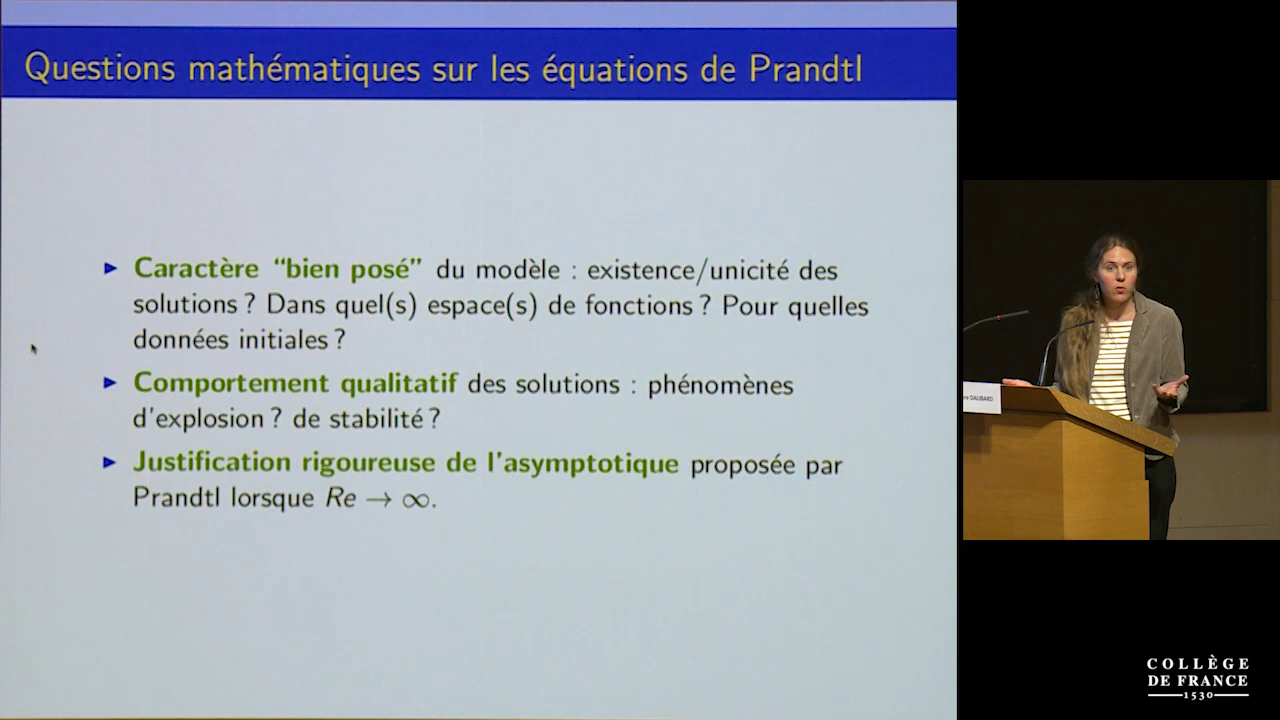 Questions mathématiques sur les équations de Prandtl
▶ Caractère “bien posé” du modèle : existence/unicité des
solutions ? Dans quel(s) espace(s) de fonctions ? Pour quelles
données initiales ?
▶ Comportement qualitatif des solutions : phénomènes
d'explosion ? de stabilité ?
▶ Justification rigoureuse de l'asymptotique proposée par
Prandtl lorsque Re → ∞.
DALIBARD
COLLÈGE
DE FRANCE
1530